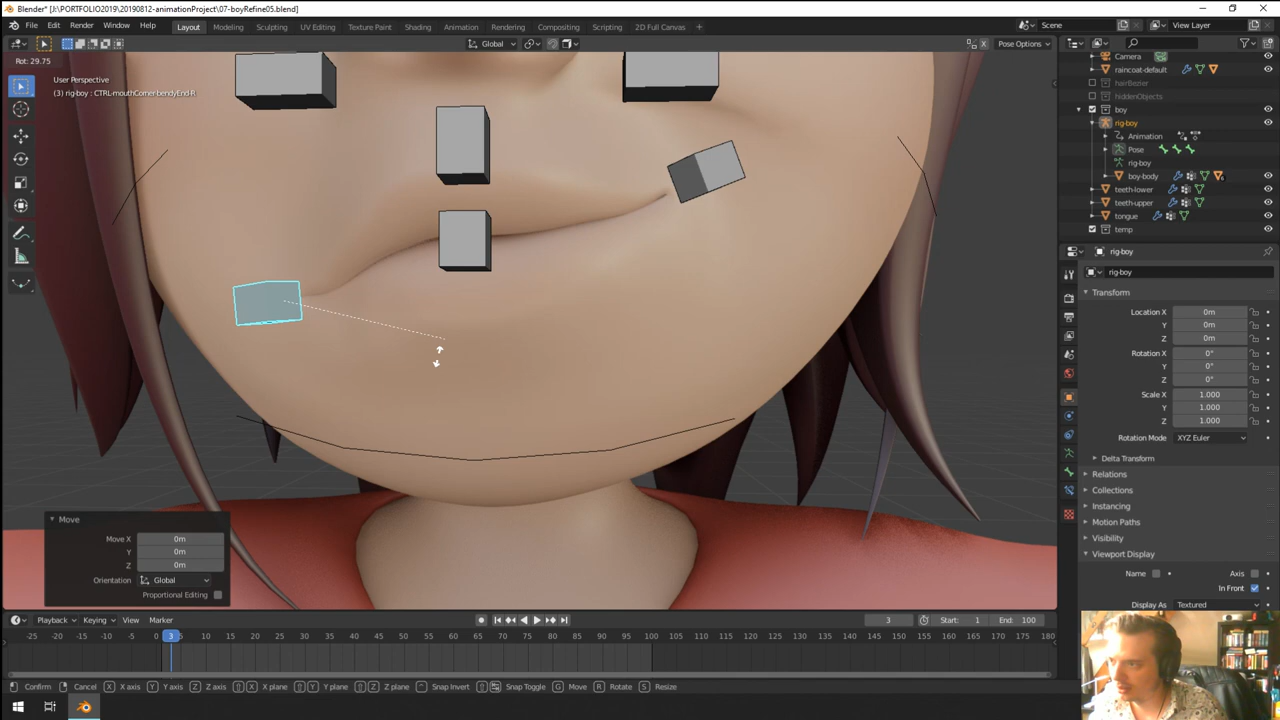 Blender* [J:\PORTFOLIO2019\20190812-animationProject\07-boyRefine05.blend]
File Edit Render Window Help
Layout Modeling Sculpting UV Editing Texture Paint Shading Animation Rendering Compositing Scripting 2D Full Canvas +
Scene
View Layer
Global
X
Pose Options
Rot: 29.75
User Perspective
(3) rig-boy : CTRL-mouthCorner-bendyEnd-R
Camera
raincoat-default
hairBezier
hiddenObjects
boy
rig-boy
Animation
Pose
rig-boy
boy-body
teeth-lower
teeth-upper
tongue
temp
rig-boy
rig-boy
Transform
Location X 0m
Y 0m
Z 0m
Rotation X 0°
Y 0°
Z 0°
Scale X 1.000
Y 1.000
Z 1.000
Rotation Mode XYZ Euler
Delta Transform
Relations
Collections
Instancing
Motion Paths
Visibility
Viewport Display
Name
Axis
In Front
Display As Textured
Move
Move X 0m
Y 0m
Z 0m
Orientation Global
Proportional Editing
Playback Keying View Marker
3
Start: 1
End: 100
-25 -20 -15 -10 -5 0 3 5 10 15 20 25 30 35 40 45 50 55 60 65 70 75 80 85 90 95 100 105 110 115 120 125 130 135 140 145 150 155 160 165 170 175 180
Confirm Cancel X X axis Y Y axis Z Z axis X X plane Y Y plane Z Z plane Snap Invert Snap Toggle G Move R Rotate S Resize